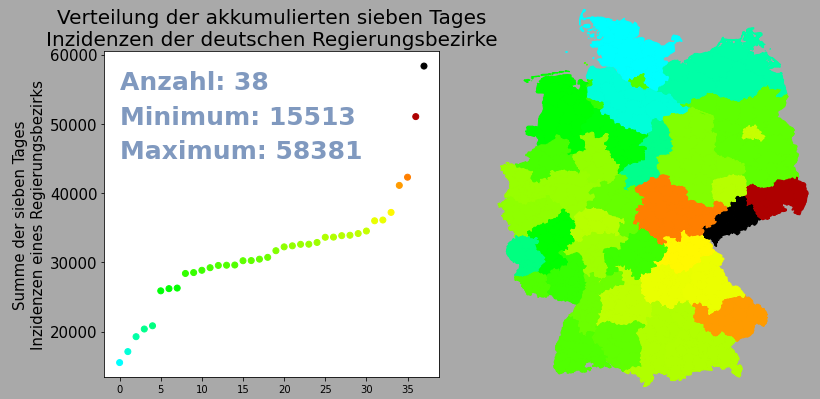 Verteilung der akkumulierten sieben Tages
Inzidenzen der deutschen Regierungsbezirke
Summe der sieben Tages
Inzidenzen eines Regierungsbezirks
60000
50000
40000
30000
20000
Anzahl: 38
Minimum: 15513
Maximum: 58381
0 5 10 15 20 25 30 35